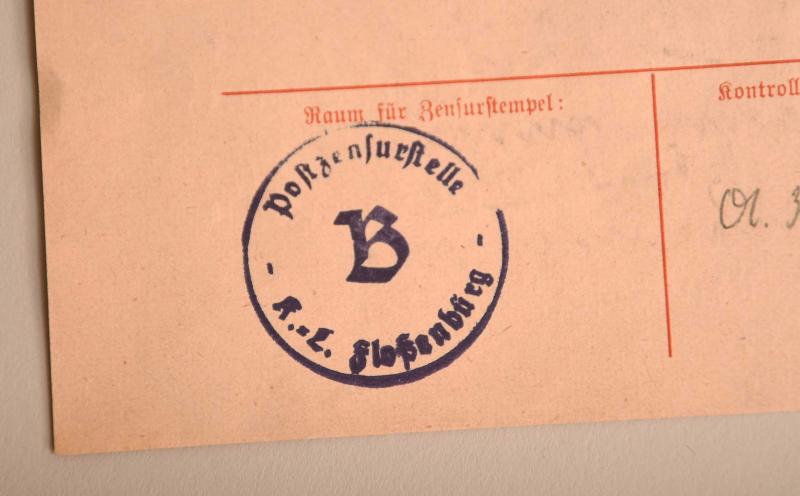 Raum für Zensurstempel:
Kontroll
Postzensurstelle
B
K.-L. Floßenbürg